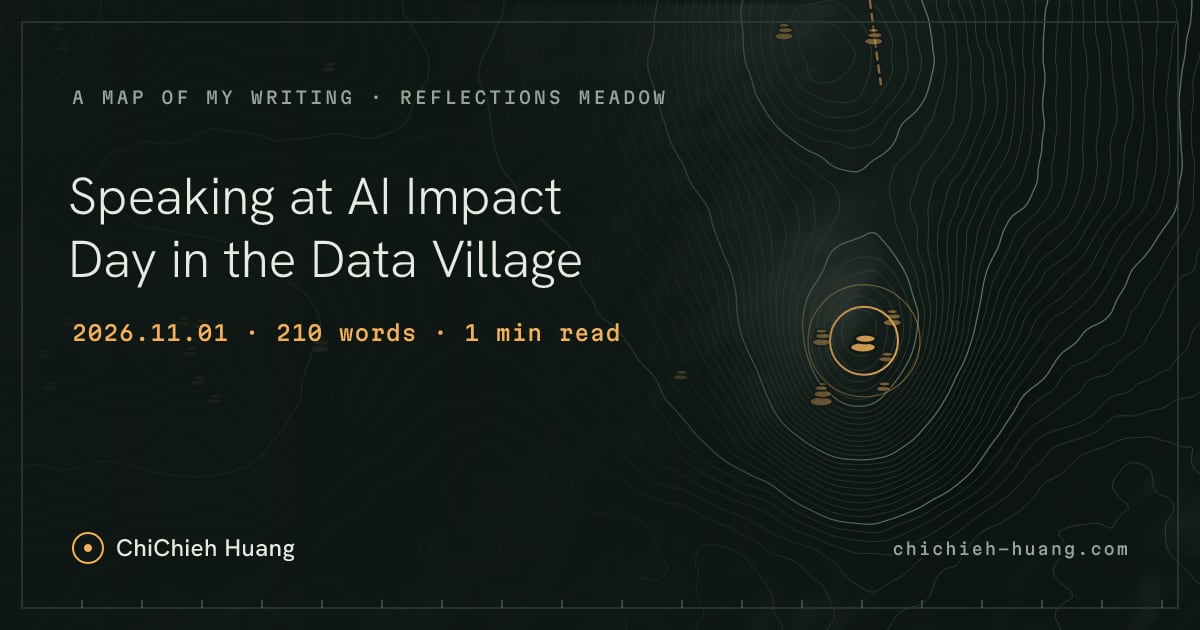 A MAP OF MY WRITING · REFLECTIONS MEADOW
Speaking at AI Impact
Day in the Data Village
2026.11.01 · 210 words · 1 min read
ChiChieh Huang
chichieh-huang.com